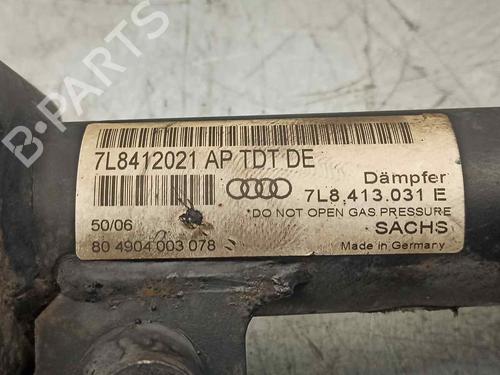 B-PARTS
7L8412021 AP TDT DE
Dämpfer
7L8.413.031 E
50/06
*DO NOT OPEN GAS PRESSURE
80 4904 003 078
SACHS
Made in Germany